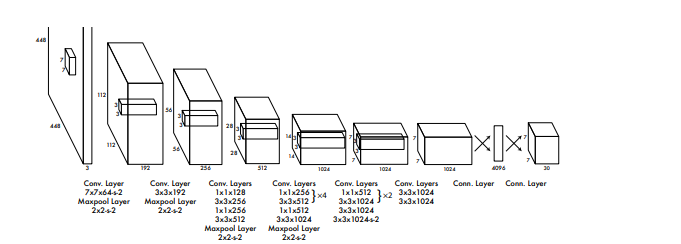 448
7
7
448
3
112
3
3
112
192
56
3
3
56
256
28
3
3
28
512
14
3
3
14
1024
7
3
3
7
1024
7
7
1024
4096
7
7
30
Conv. Layer
7x7x64-s-2
Maxpool Layer
2x2-s-2
Conv. Layer
3x3x192
Maxpool Layer
2x2-s-2
Conv. Layers
1x1x128
3x3x256
1x1x256
3x3x512
Maxpool Layer
2x2-s-2
Conv. Layers
1x1x256
3x3x512 } ×4
1x1x512
3x3x1024
Maxpool Layer
2x2-s-2
Conv. Layers
1x1x512
3x3x1024 } ×2
3x3x1024
3x3x1024-s-2
Conv. Layers
3x3x1024
3x3x1024
Conn. Layer
Conn. Layer